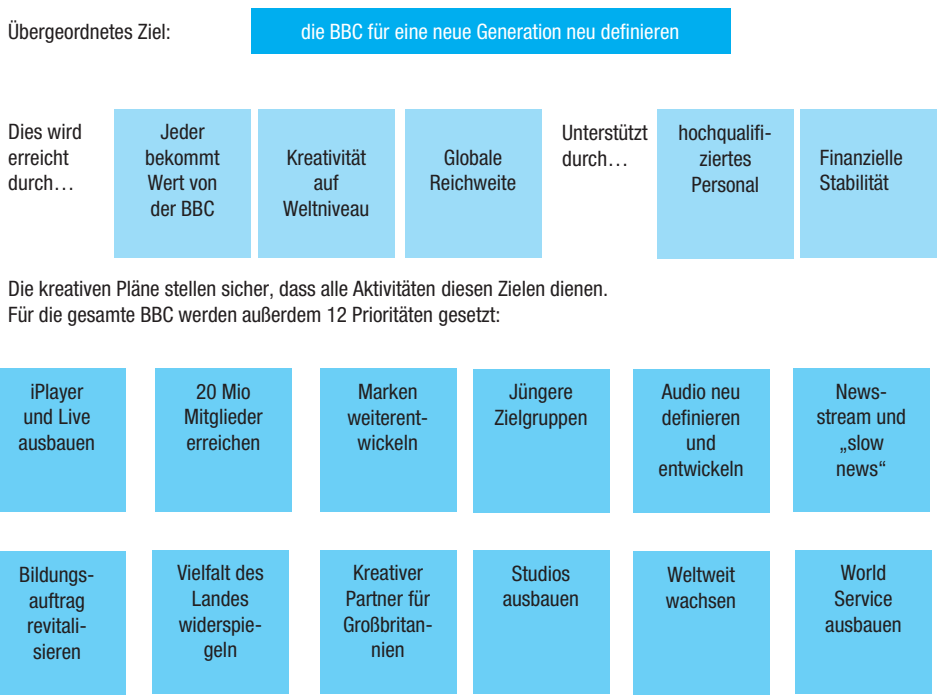 Übergeordnetes Ziel:
die BBC für eine neue Generation neu definieren
Dies wird
erreicht
durch…
Jeder
bekommt
Wert von
der BBC
Kreativität
auf
Weltniveau
Globale
Reichweite
Unterstützt
durch…
hochqualifi-
ziertes
Personal
Finanzielle
Stabilität
Die kreativen Pläne stellen sicher, dass alle Aktivitäten diesen Zielen dienen.
Für die gesamte BBC werden außerdem 12 Prioritäten gesetzt:
iPlayer
und Live
ausbauen
20 Mio
Mitglieder
erreichen
Marken
weiterent-
wickeln
Jüngere
Zielgruppen
Audio neu
definieren
und
entwickeln
News-
stream und
„slow
news“
Bildungs-
auftrag
revitali-
sieren
Vielfalt des
Landes
widerspie-
geln
Kreativer
Partner für
Großbritan-
nien
Studios
ausbauen
Weltweit
wachsen
World
Service
ausbauen